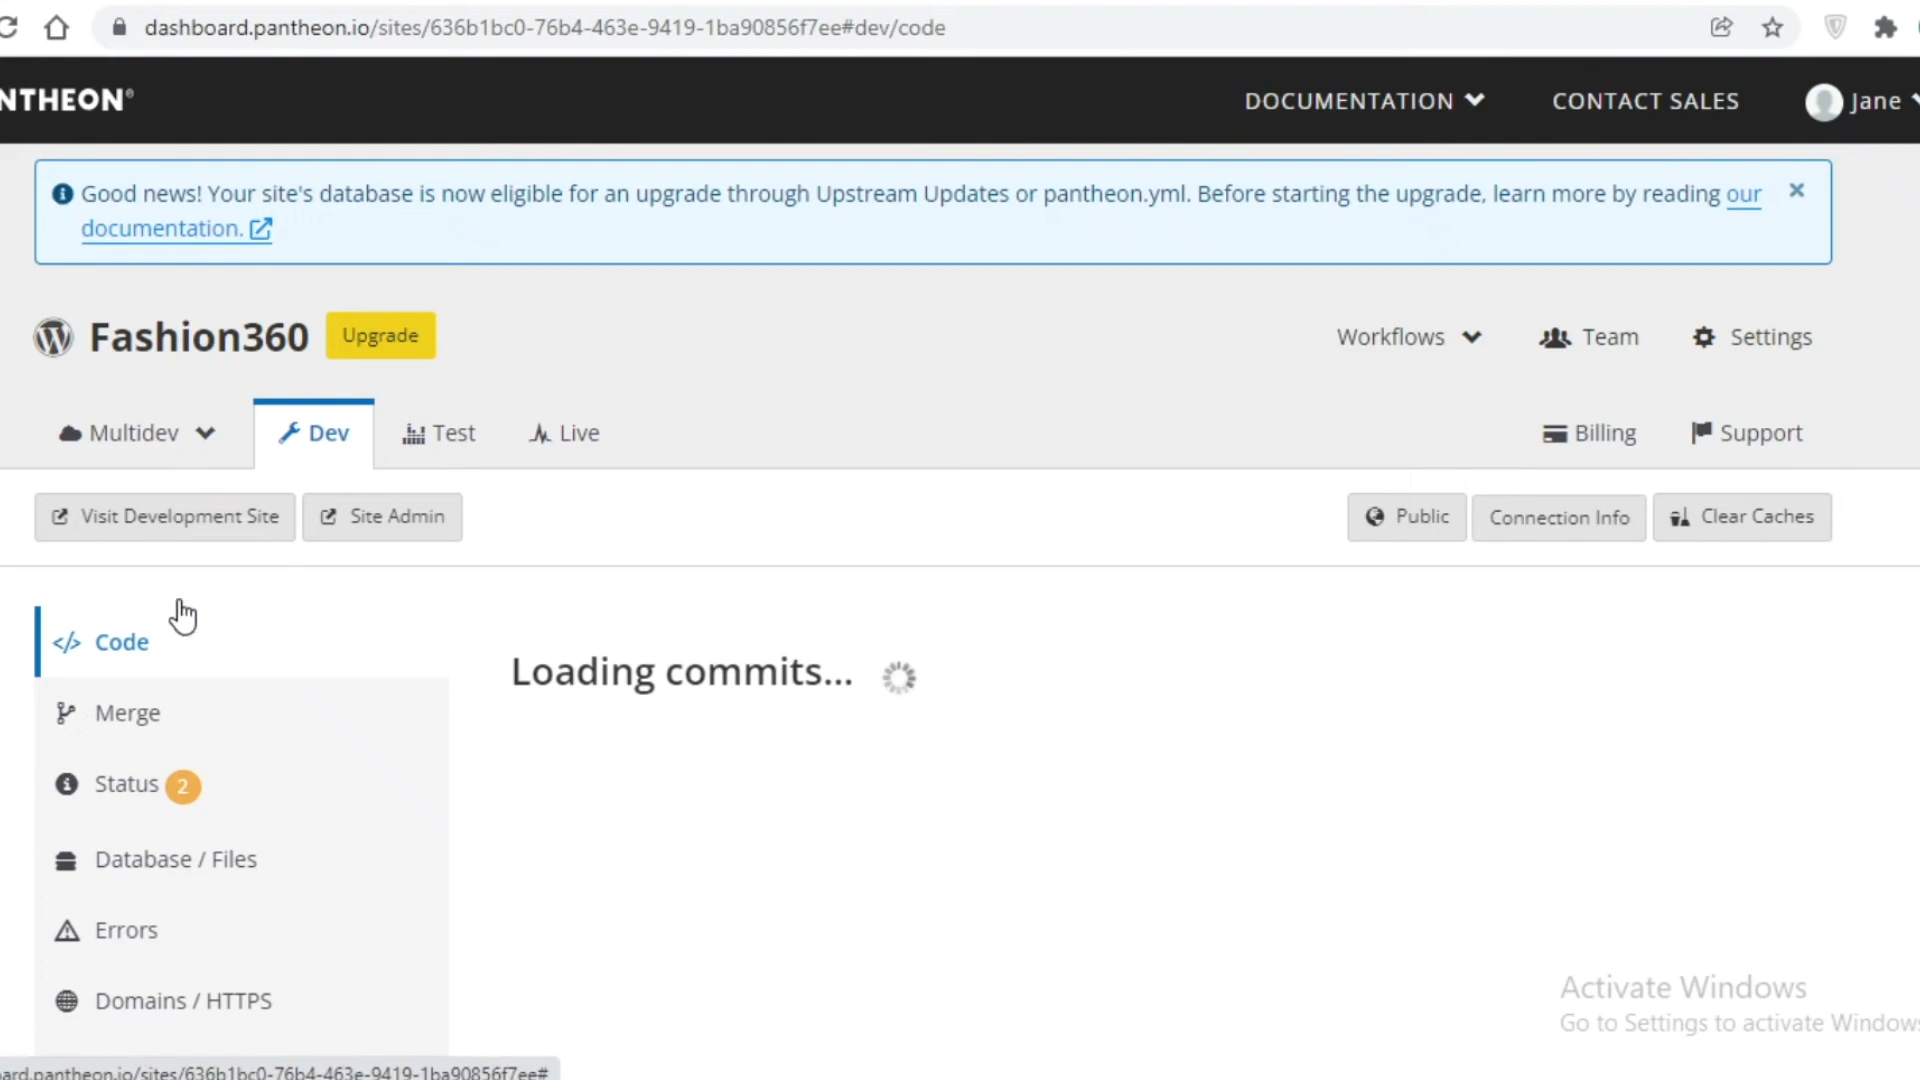 dashboard.pantheon.io/sites/636b1bc0-76b4-463e-9419-1ba90856f7ee#dev/code
NTHEON®
DOCUMENTATION
CONTACT SALES
Jane
Good news! Your site's database is now eligible for an upgrade through Upstream Updates or pantheon.yml. Before starting the upgrade, learn more by reading our
documentation.
Fashion360
Upgrade
Workflows
Team
Settings
Multidev
Dev
Test
Live
Billing
Support
Visit Development Site
Site Admin
Public
Connection Info
Clear Caches
</> Code
Loading commits...
Merge
Status 2
Database / Files
Errors
Domains / HTTPS
Activate Windows
Go to Settings to activate Windows
ard.pantheon.io/sites/636b1bc0-76b4-463e-9419-1ba90856f7ee#